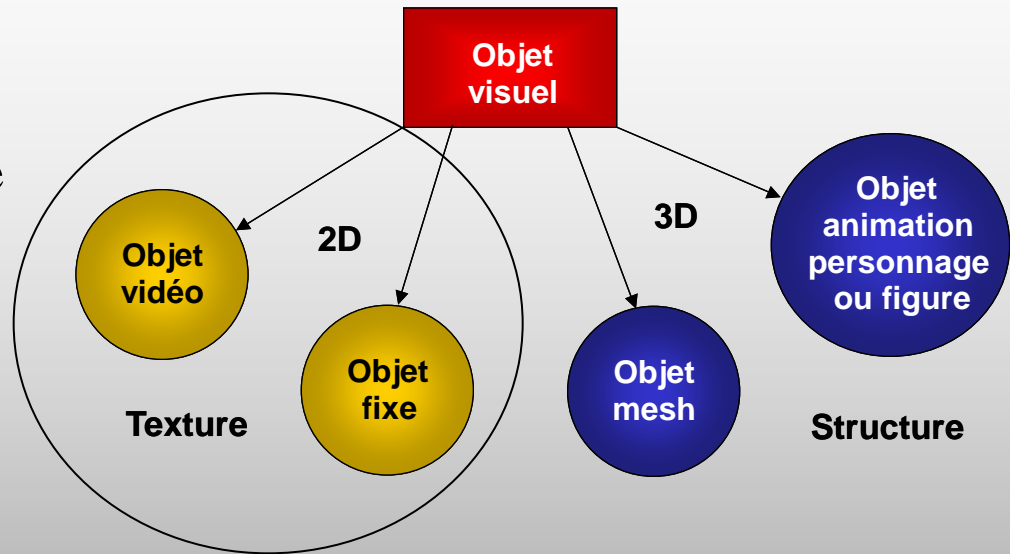 Objet
visuel
e
Objet
vidéo
2D
Objet
fixe
Texture
3D
Objet
mesh
Objet
animation
personnage
ou figure
Structure